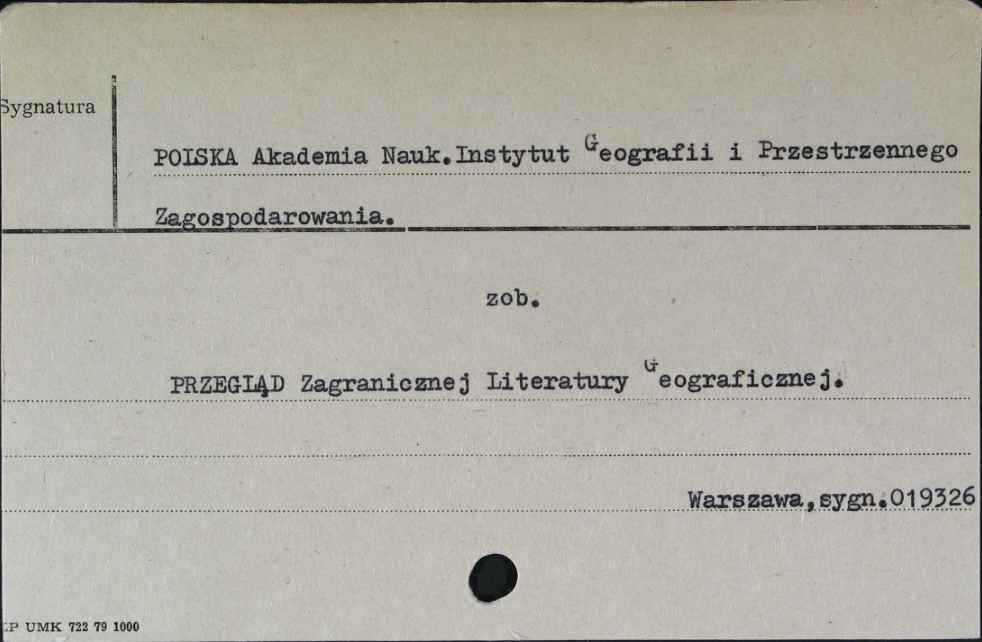 Sygnatura
POLSKA Akademia Nauk.Instytut Geografii i Przestrzennego
Zagospodarowania.
zob.
PRZEGLĄD Zagranicznej Literatury Geograficznej.
Warszawa,sygn.019326
UMK 722 79 1000